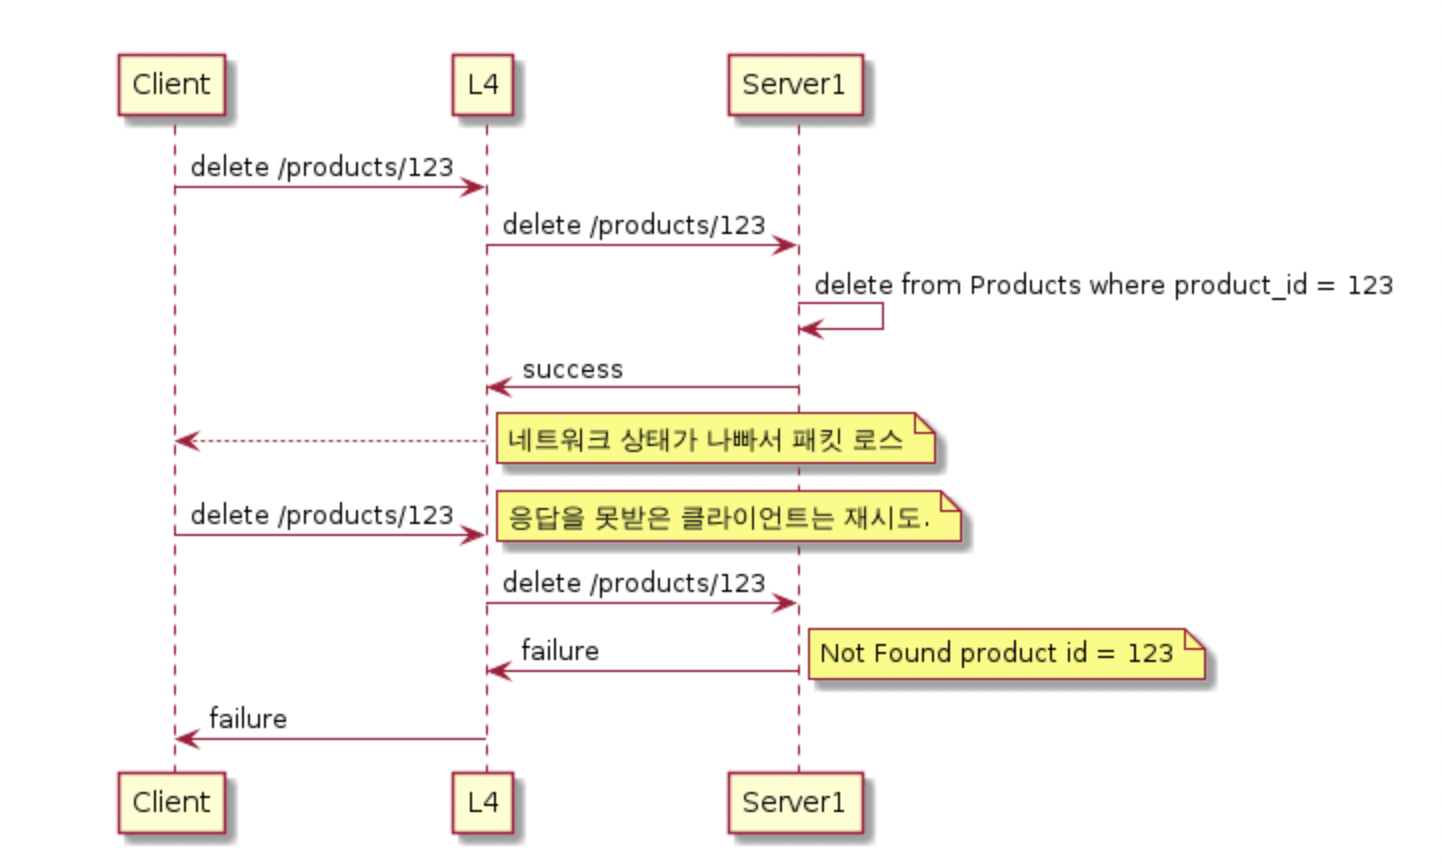 Client
L4
Server1
delete /products/123
delete /products/123
delete from Products where product_id = 123
success
네트워크 상태가 나빠서 패킷 로스
delete /products/123
응답을 못받은 클라이언트는 재시도.
delete /products/123
failure
Not Found product id = 123
failure
Client
L4
Server1